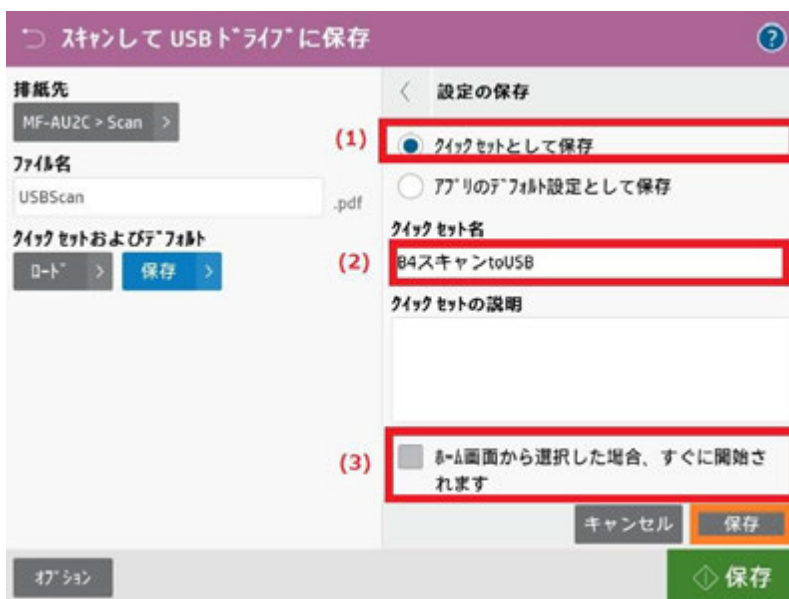 スキャンして USB ドライブに保存
排紙先
MF-AU2C > Scan >
ファイル名
USBScan
.pdf
クイック セットおよびデフォルト
ロード >
保存 >
設定の保存
(1)
クイック セットとして保存
アプリのデフォルト設定として保存
クイック セット名
(2)
B4スキャンtoUSB
クイック セットの説明
(3)
ホーム画面から選択した場合、すぐに開始さ
れます
キャンセル
保存
オプション
保存